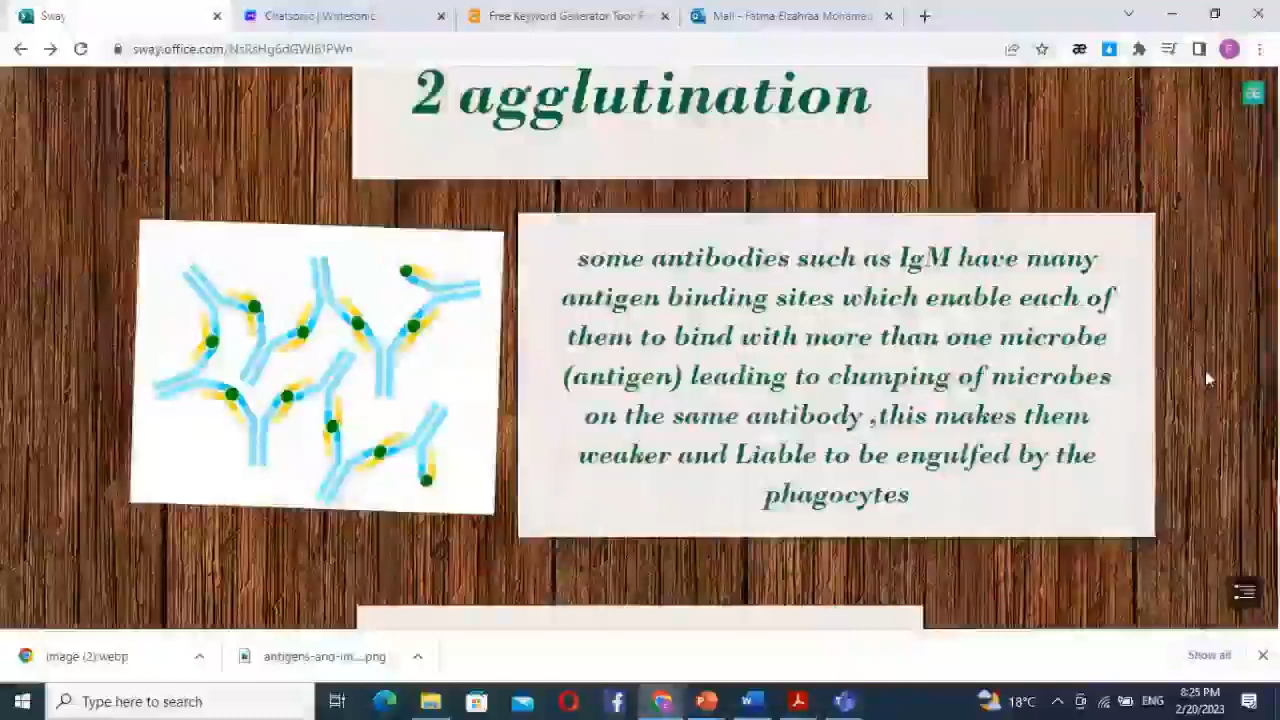 Sway
Chatsonic | Writesonic
Free Keyword Generator Tool F
Mail - Fatma Elzahraa Mohamed
sway.office.com/NsRsHg6dGWI61PWn
æ
F
2 agglutination
some antibodies such as IgM have many
antigen binding sites which enable each of
them to bind with more than one microbe
(antigen) leading to clumping of microbes
on the same antibody ,this makes them
weaker and Liable to be engulfed by the
phagocytes
image (2).webp
antigens-and-im....png
Show all
Type here to search
18°C
ENG
8:25 PM
2/20/2023